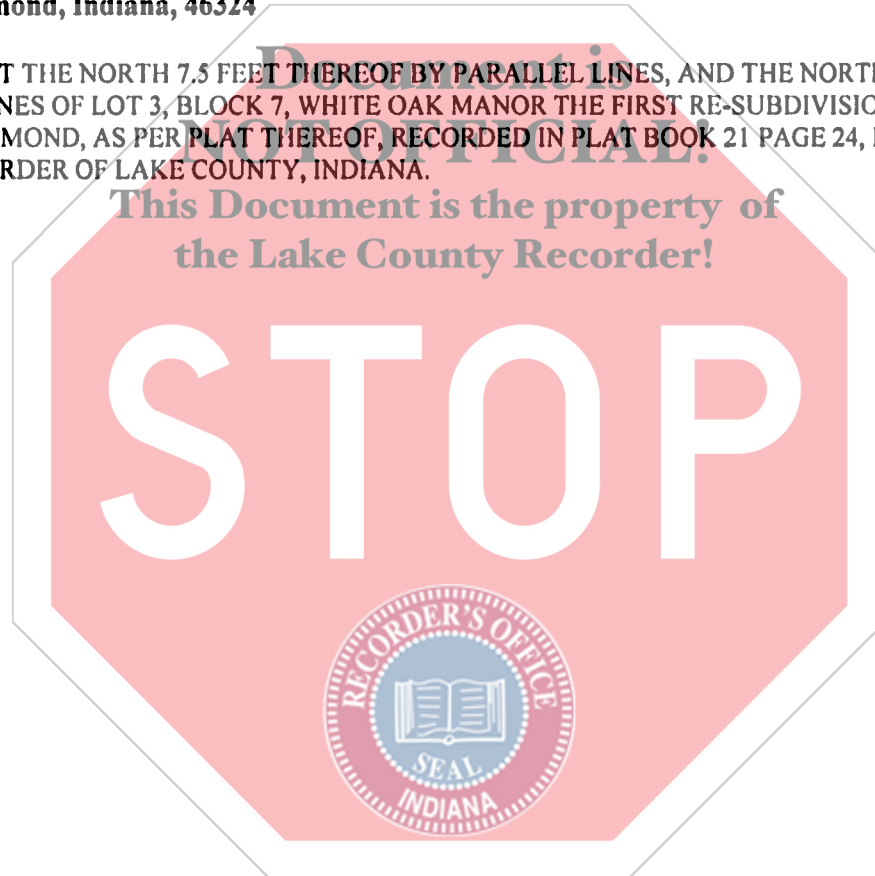 mond, Indiana, 46324
Document is
T THE NORTH 7.5 FEET THEREOF BY PARALLEL LINES, AND THE NORTH
NES OF LOT 3, BLOCK 7, WHITE OAK MANOR THE FIRST RE-SUBDIVISIO
NOT OFFICIAL!
MOND, AS PER PLAT THEREOF, RECORDED IN PLAT BOOK 21 PAGE 24,
RDER OF LAKE COUNTY, INDIANA.
This Document is the property of
the Lake County Recorder!
STOP
RECORDER'S OFFICE
SEAL
INDIANA